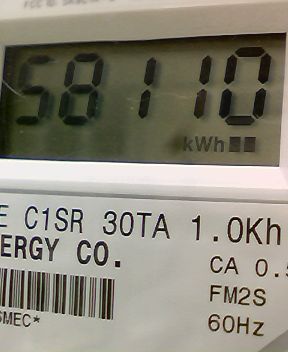 58110
kWh
E C1SR 30TA 1.0Kh
ERGY CO.
CA 0.5
FM2S
60Hz
SMEC*